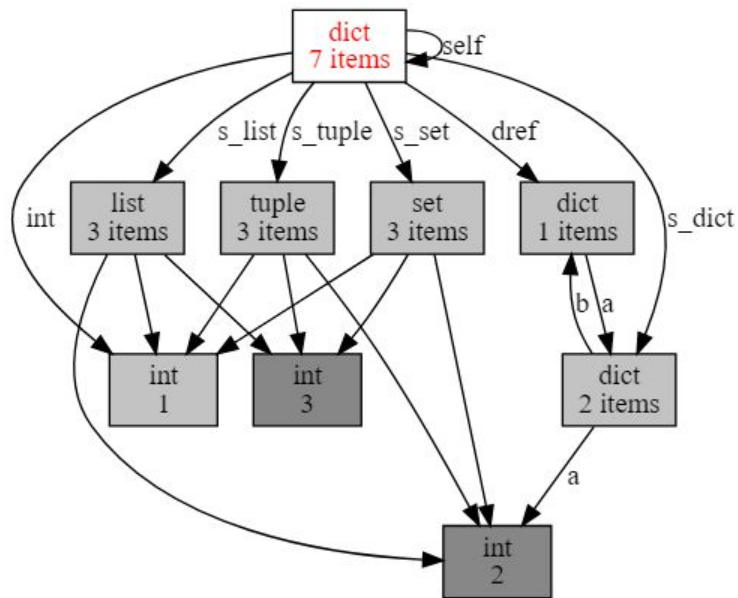 dict
7 items
self
s_list
s_tuple
s_set
dref
int
list
3 items
tuple
3 items
set
3 items
dict
1 items
s_dict
b
a
int
1
int
3
dict
2 items
a
int
2